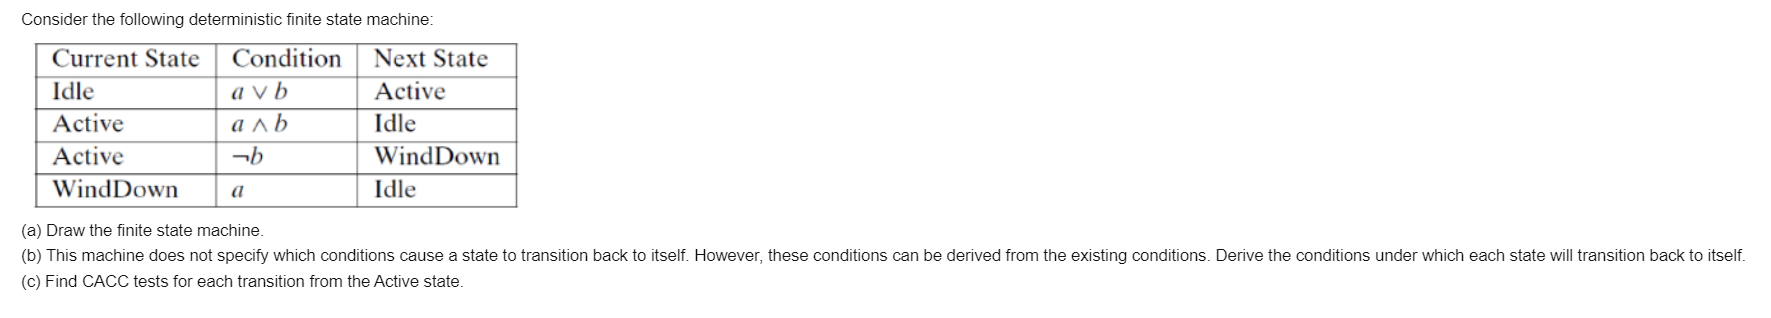 Consider the following deterministic finite state machine:
Current State Condition Next State
Idle a ∨ b Active
Active a ∧ b Idle
Active ¬b WindDown
WindDown a Idle
(a) Draw the finite state machine.
(b) This machine does not specify which conditions cause a state to transition back to itself. However, these conditions can be derived from the existing conditions. Derive the conditions under which each state will transition back to itself.
(c) Find CACC tests for each transition from the Active state.